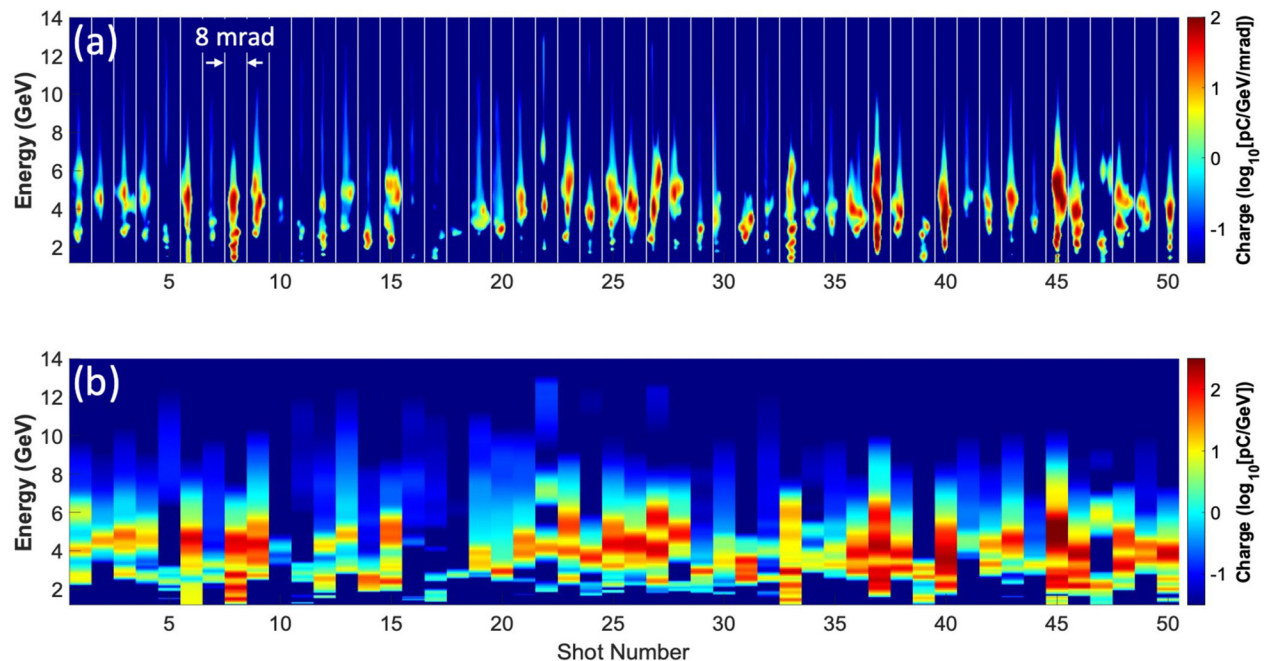 (a)
8 mrad
14
12
10
8
6
4
2
Energy (GeV)
5 10 15 20 25 30 35 40 45 50
2
1
0
-1
Charge (log10[pC/GeV/mrad]
(b)
14
12
10
8
6
4
2
Energy (GeV)
5 10 15 20 25 30 35 40 45 50
Shot Number
2
1
0
-1
Charge (log10[pC/GeV])